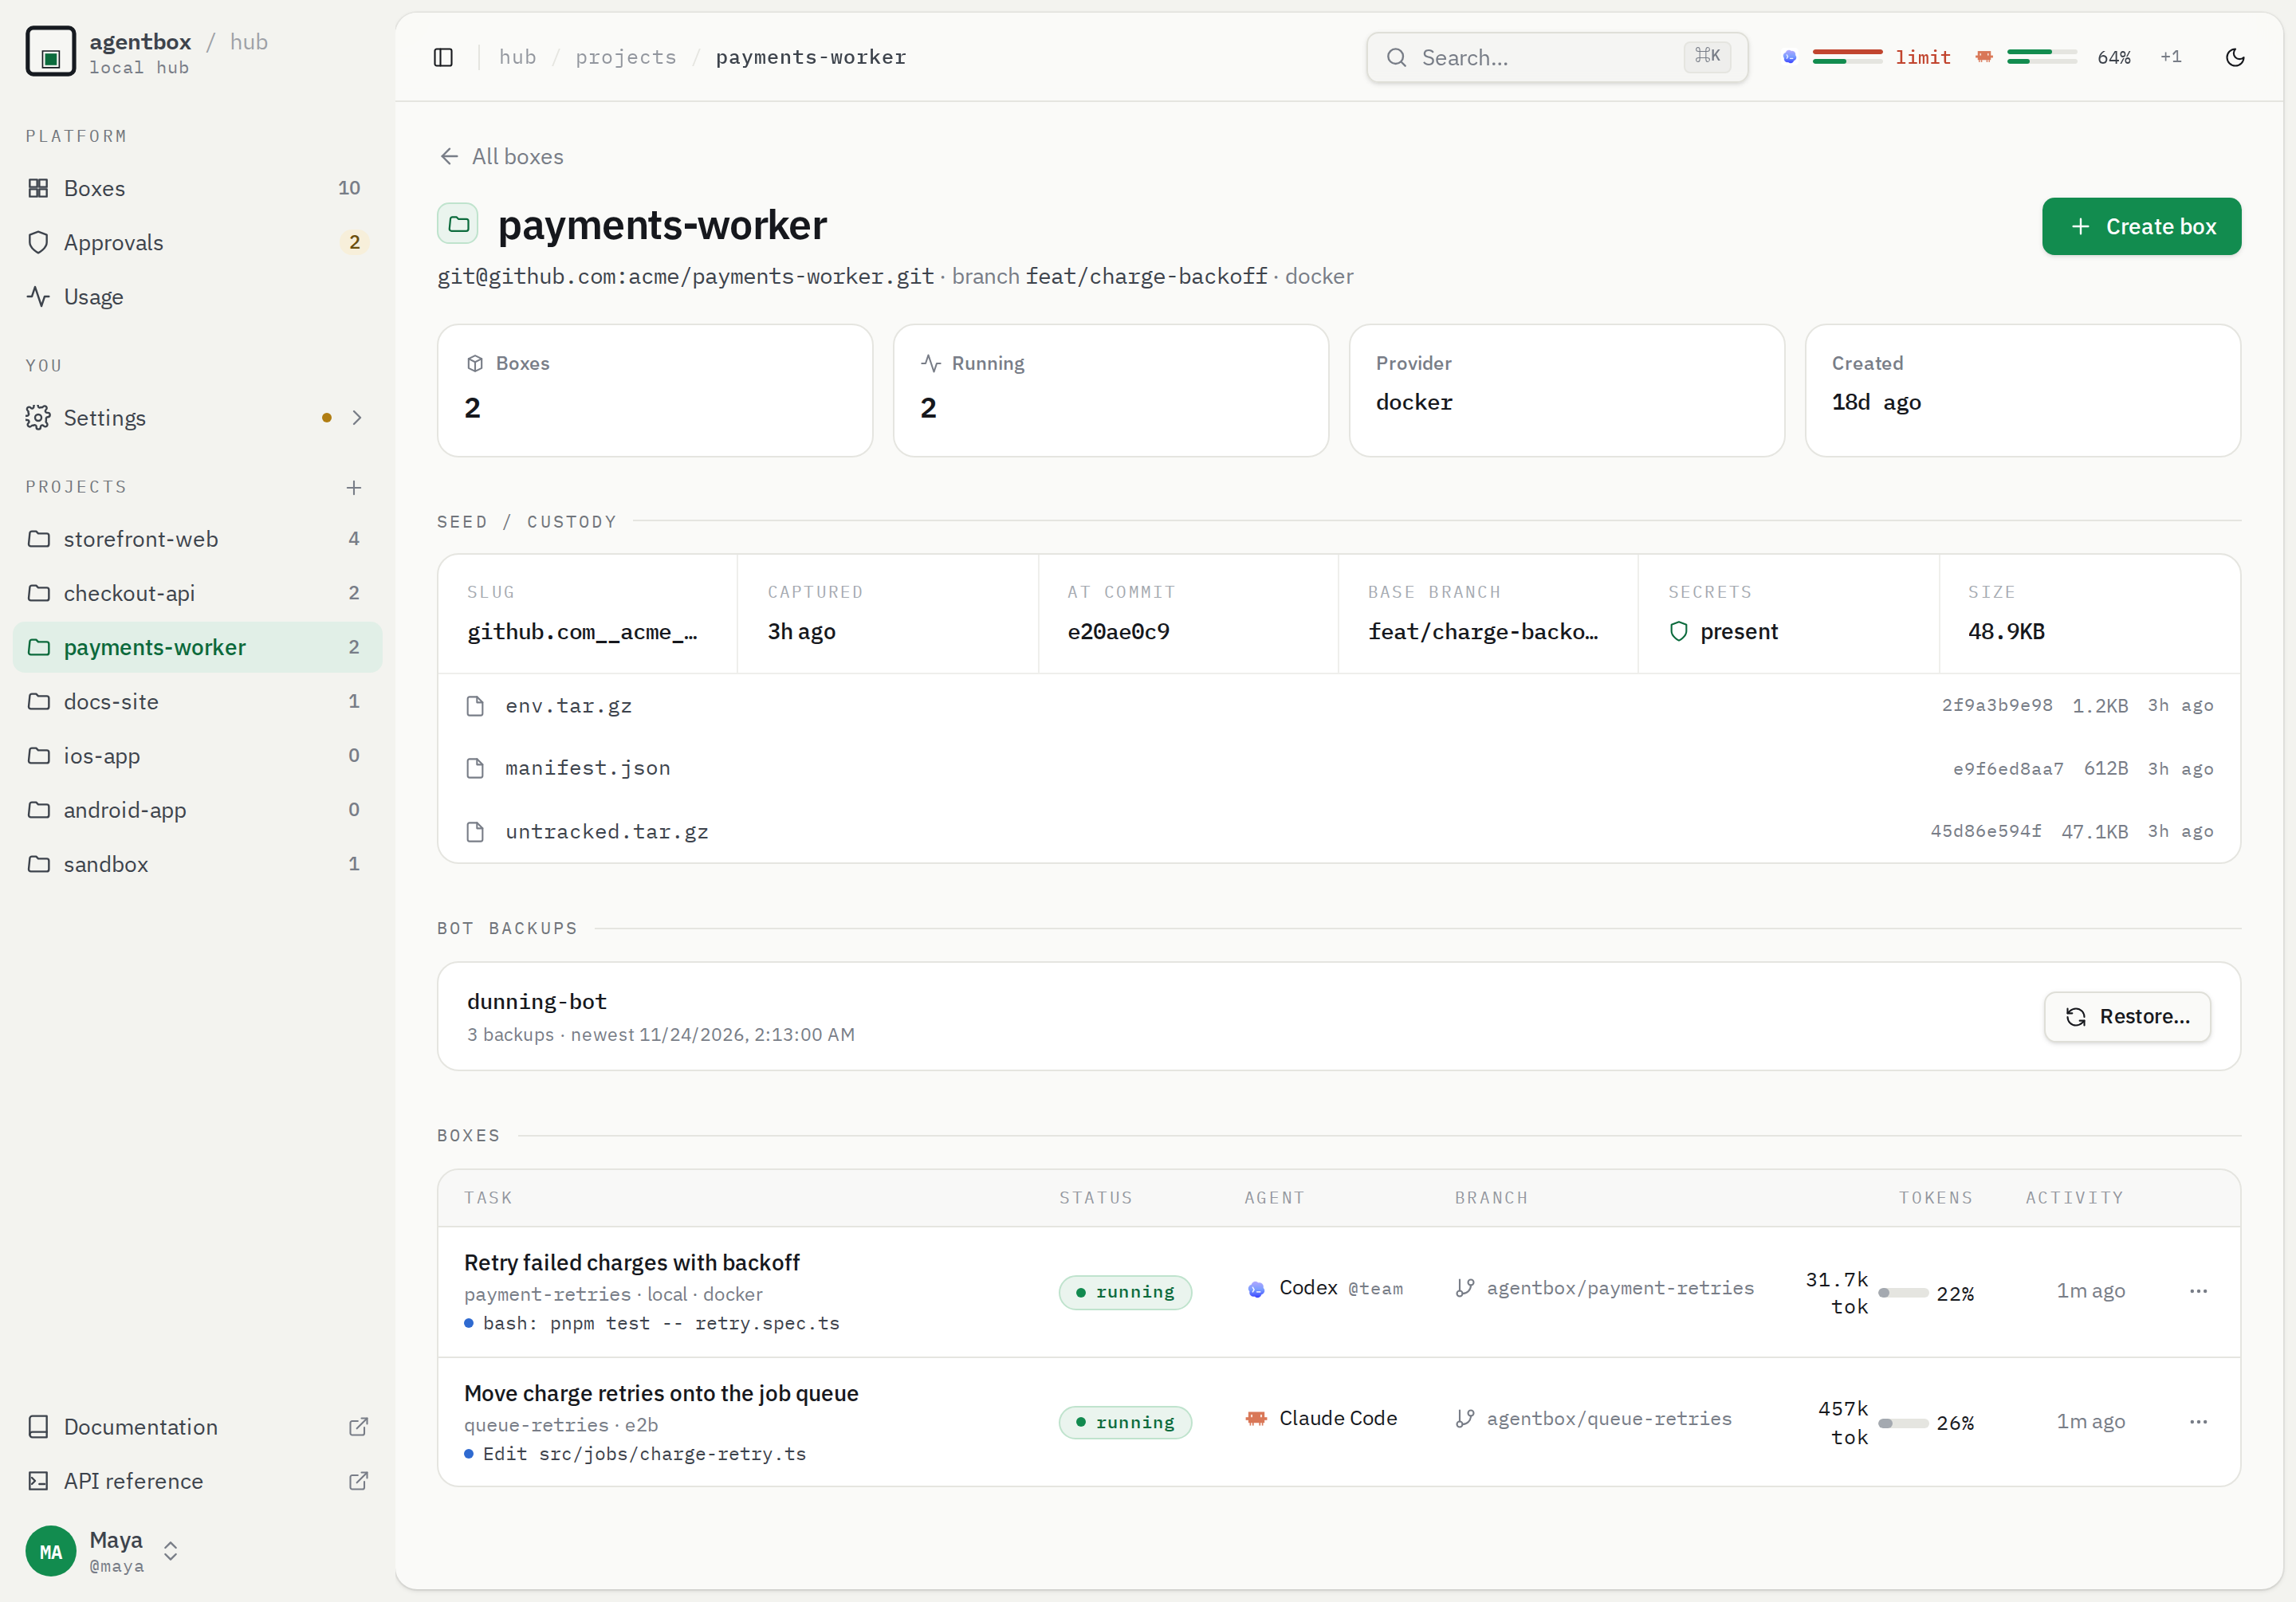 agentbox / hub
local hub
PLATFORM
Boxes 10
Approvals 2
Usage
YOU
Settings
PROJECTS
storefront-web 4
checkout-api 2
payments-worker 2
docs-site 1
ios-app 0
android-app 0
sandbox 1
Documentation
API reference
MA
Maya
@maya
hub / projects / payments-worker
Search... ⌘K
limit
64%
+1
All boxes
payments-worker
Create box
git@github.com:acme/payments-worker.git · branch feat/charge-backoff · docker
Boxes
2
Running
2
Provider
docker
Created
18d ago
SEED / CUSTODY
SLUG
github.com__acme_…
CAPTURED
3h ago
AT COMMIT
e20ae0c9
BASE BRANCH
feat/charge-backo…
SECRETS
present
SIZE
48.9KB
env.tar.gz 2f9a3b9e98 1.2KB 3h ago
manifest.json e9f6ed8aa7 612B 3h ago
untracked.tar.gz 45d86e594f 47.1KB 3h ago
BOT BACKUPS
dunning-bot
3 backups · newest 11/24/2026, 2:13:00 AM
Restore...
BOXES
TASK STATUS AGENT BRANCH TOKENS ACTIVITY
Retry failed charges with backoff
payment-retries · local · docker
bash: pnpm test -- retry.spec.ts
running
Codex @team
agentbox/payment-retries
31.7k
tok
22%
1m ago
Move charge retries onto the job queue
queue-retries · e2b
Edit src/jobs/charge-retry.ts
running
Claude Code
agentbox/queue-retries
457k
tok
26%
1m ago